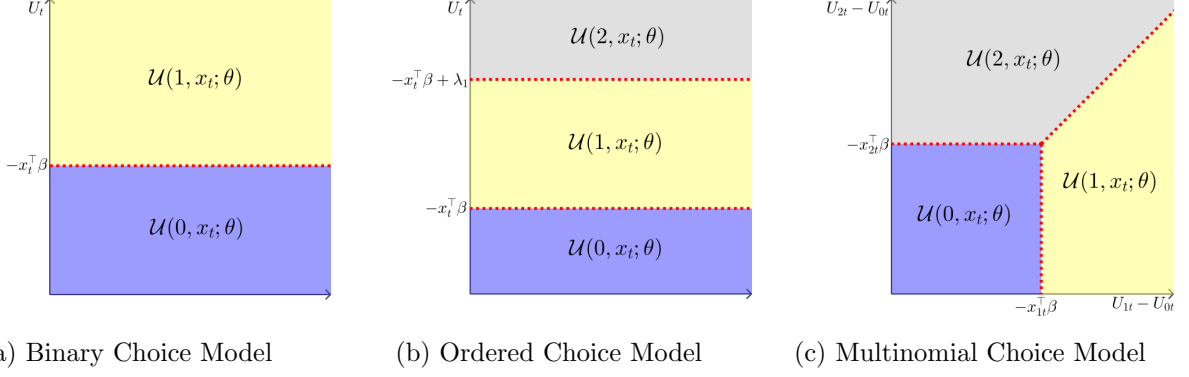 U_t
𝒰(1, x_t; θ)
−x_t^⊤β
𝒰(0, x_t; θ)
𝒰(2, x_t; θ)
−x_t^⊤β + λ_1
𝒰(1, x_t; θ)
−x_t^⊤β
𝒰(0, x_t; θ)
U_{2t} − U_{0t}
𝒰(2, x_t; θ)
−x_{2t}^⊤β
𝒰(1, x_t; θ)
𝒰(0, x_t; θ)
−x_{1t}^⊤β
U_{1t} − U_{0t}
) Binary Choice Model
U_t
(b) Ordered Choice Model
(c) Multinomial Choice Model